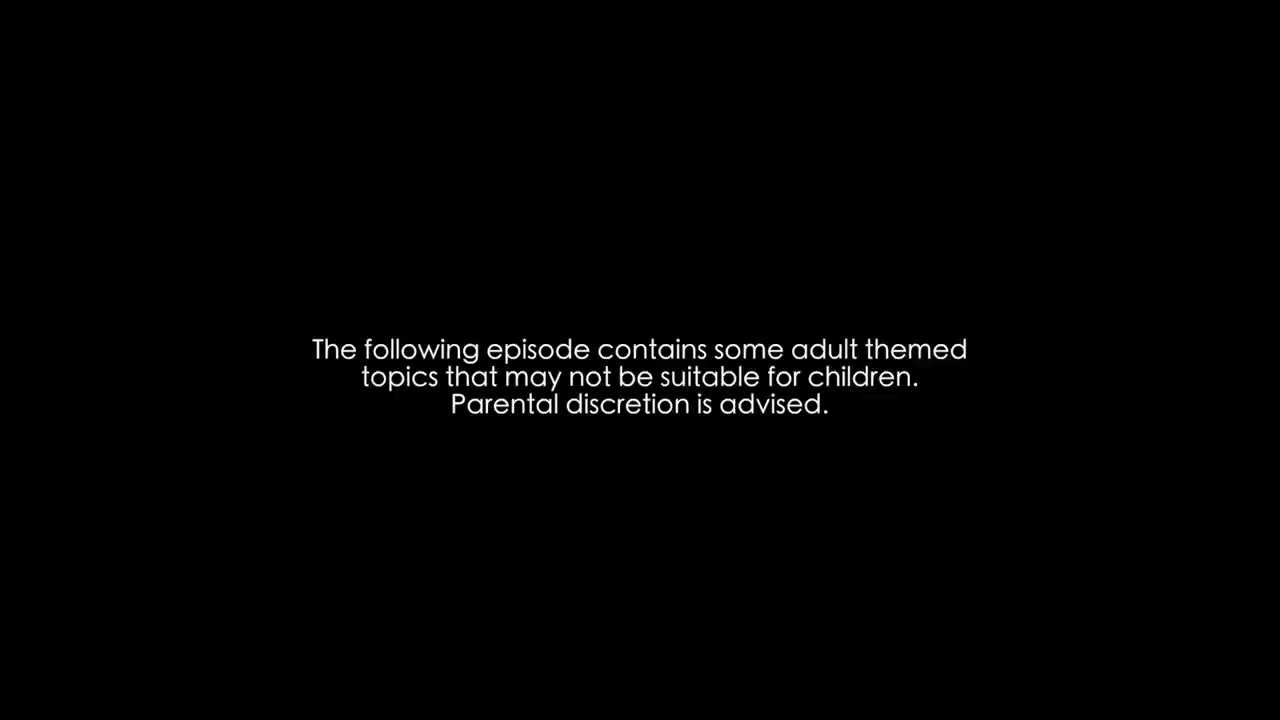 The following episode contains some adult themed
topics that may not be suitable for children.
Parental discretion is advised.